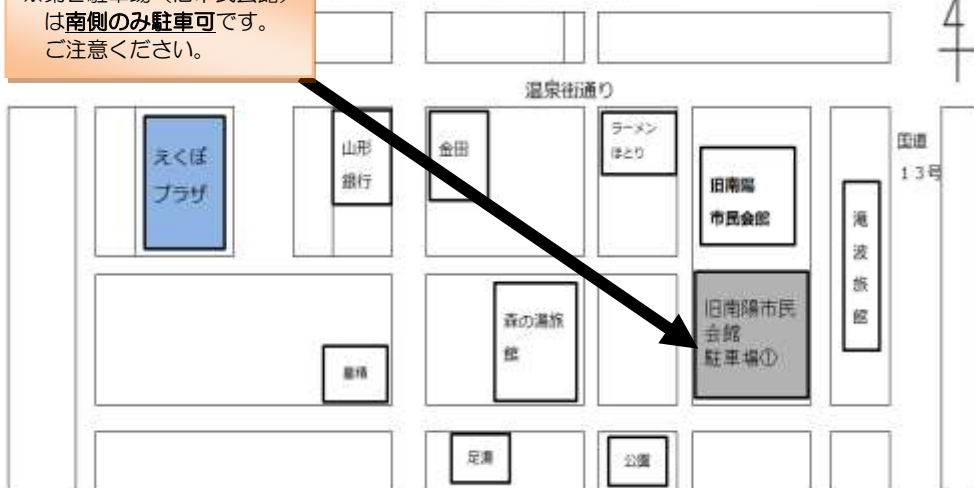 は南側のみ駐車可です。
ご注意ください。
4
温泉街通り
えくぼ
プラザ
山形
銀行
金田
ラーメン
ほとり
旧南陽
市民会館
国道
13号
滝
波
旅
館
森の湯旅
館
旧南陽市民
会館
駐車場①
足湯
公園